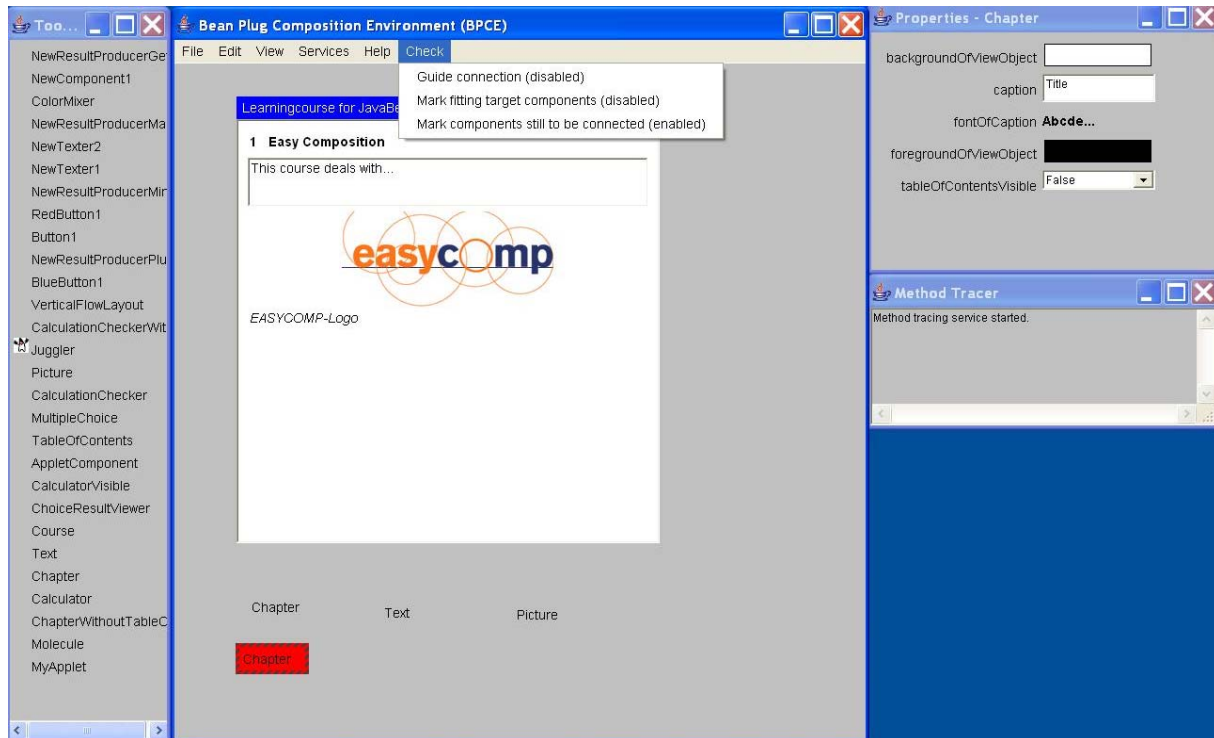 Too...
NewResultProducerGe
NewComponent1
ColorMixer
NewResultProducerMa
NewTexter2
NewTexter1
NewResultProducerMin
RedButton1
Button1
NewResultProducerPlu
BlueButton1
VerticalFlowLayout
CalculationCheckerWit
Juggler
Picture
CalculationChecker
MultipleChoice
TableOfContents
AppletComponent
CalculatorVisible
ChoiceResultViewer
Course
Text
Chapter
Calculator
ChapterWithoutTableC
Molecule
MyApplet
Bean Plug Composition Environment (BPCE)
File Edit View Services Help Check
Guide connection (disabled)
Mark fitting target components (disabled)
Mark components still to be connected (enabled)
Learningcourse for JavaBe
1 Easy Composition
This course deals with...
easycomp
EASYCOMP-Logo
Chapter Text Picture
Chapter
Properties - Chapter
backgroundOfViewObject
caption Title
fontOfCaption Abcde...
foregroundOfViewObject
tableOfContentsVisible False
Method Tracer
Method tracing service started.